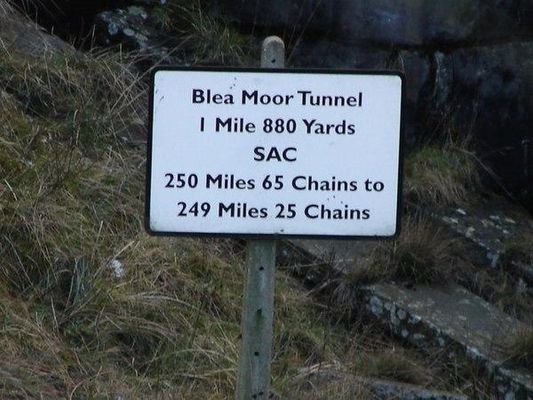 Blea Moor Tunnel
1 Mile 880 Yards
SAC
250 Miles 65 Chains to
249 Miles 25 Chains